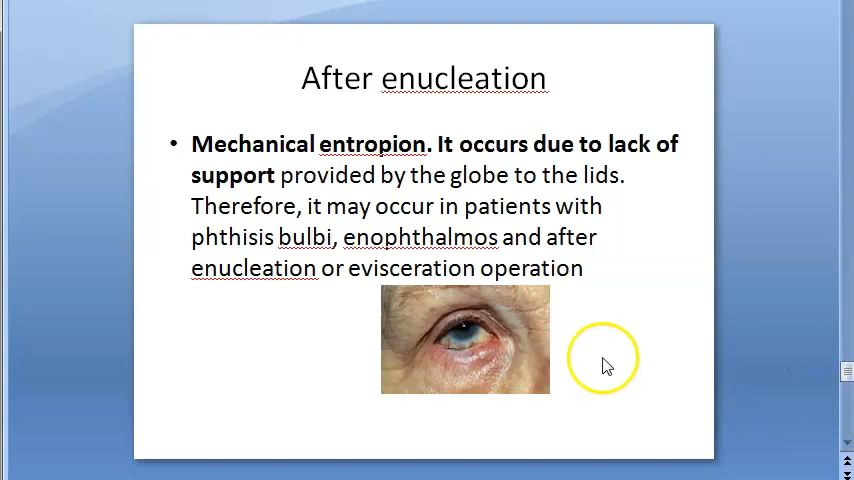 After enucleation
• Mechanical entropion. It occurs due to lack of
support provided by the globe to the lids.
Therefore, it may occur in patients with
phthisis bulbi, enophthalmos and after
enucleation or evisceration operation